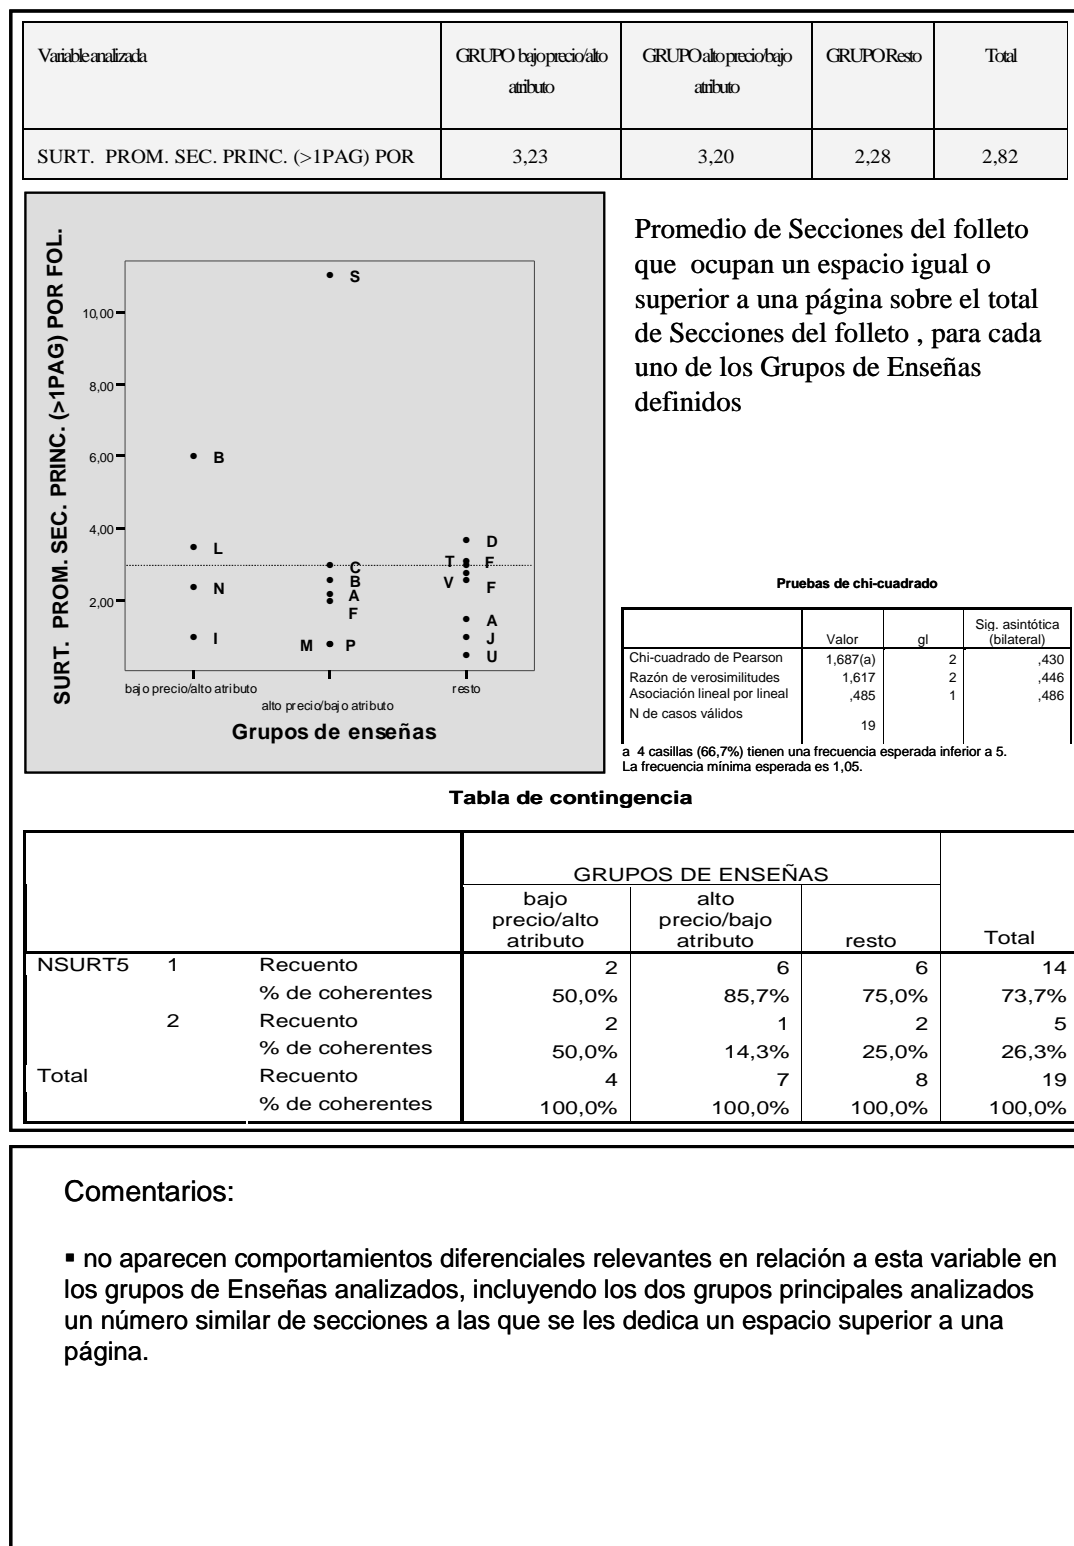 Variable analizada GRUPO bajo precio/alto atributo GRUPO alto precio/bajo atributo GRUPO Resto Total
SURT. PROM. SEC. PRINC. (>1PAG) POR 3,23 3,20 2,28 2,82
SURT. PROM. SEC. PRINC. (>1PAG) POR FOL.
10,00
8,00
6,00
4,00
2,00
S
B
L
N
I
C
B
A
F
M P
D
T F
V F
A
J
U
bajo precio/alto atributo
alto precio/bajo atributo
resto
Grupos de enseñas
Promedio de Secciones del folleto
que ocupan un espacio igual o
superior a una página sobre el total
de Secciones del folleto , para cada
uno de los Grupos de Enseñas
definidos
Pruebas de chi-cuadrado
Valor gl Sig. asintótica (bilateral)
Chi-cuadrado de Pearson 1,687(a) 2 ,430
Razón de verosimilitudes 1,617 2 ,446
Asociación lineal por lineal ,485 1 ,486
N de casos válidos 19
a 4 casillas (66,7%) tienen una frecuencia esperada inferior a 5.
La frecuencia mínima esperada es 1,05.
Tabla de contingencia
GRUPOS DE ENSEÑAS
bajo precio/alto atributo alto precio/bajo atributo resto Total
NSURT5 1 Recuento 2 6 6 14
% de coherentes 50,0% 85,7% 75,0% 73,7%
2 Recuento 2 1 2 5
% de coherentes 50,0% 14,3% 25,0% 26,3%
Total Recuento 4 7 8 19
% de coherentes 100,0% 100,0% 100,0% 100,0%
Comentarios:
▪ no aparecen comportamientos diferenciales relevantes en relación a esta variable en
los grupos de Enseñas analizados, incluyendo los dos grupos principales analizados
un número similar de secciones a las que se les dedica un espacio superior a una
página.